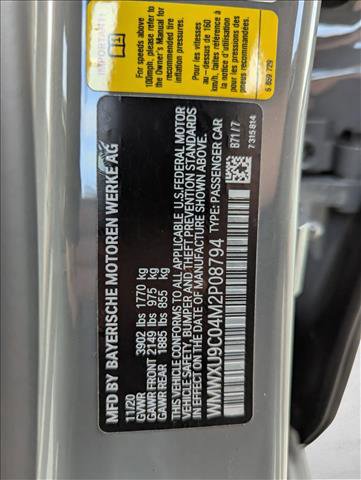 IMPORTANT!
For speeds above
100mph, please refer to
the Owner's Manual for
recommended tire
inflation pressures.
Pour les vitesses
au-dessus de 160
km/h, faites référence
à la notice d'utilisation
pour les pressions des
pneus recommandées.
6 859 729
MFD BY BAYERISCHE MOTOREN WERKE AG
11/20
GVWR 3902 lbs 1770 kg
GAWR FRONT 2149 lbs 975 kg
GAWR REAR 1885 lbs 855 kg
THIS VEHICLE CONFORMS TO ALL APPLICABLE U.S.FEDERAL MOTOR
VEHICLE SAFETY, BUMPER AND THEFT PREVENTION STANDARDS
IN EFFECT ON THE DATE OF MANUFACTURE SHOWN ABOVE.
WMWXU9C04M2P08794 TYPE: PASSENGER CAR
B71/7
7 315 814